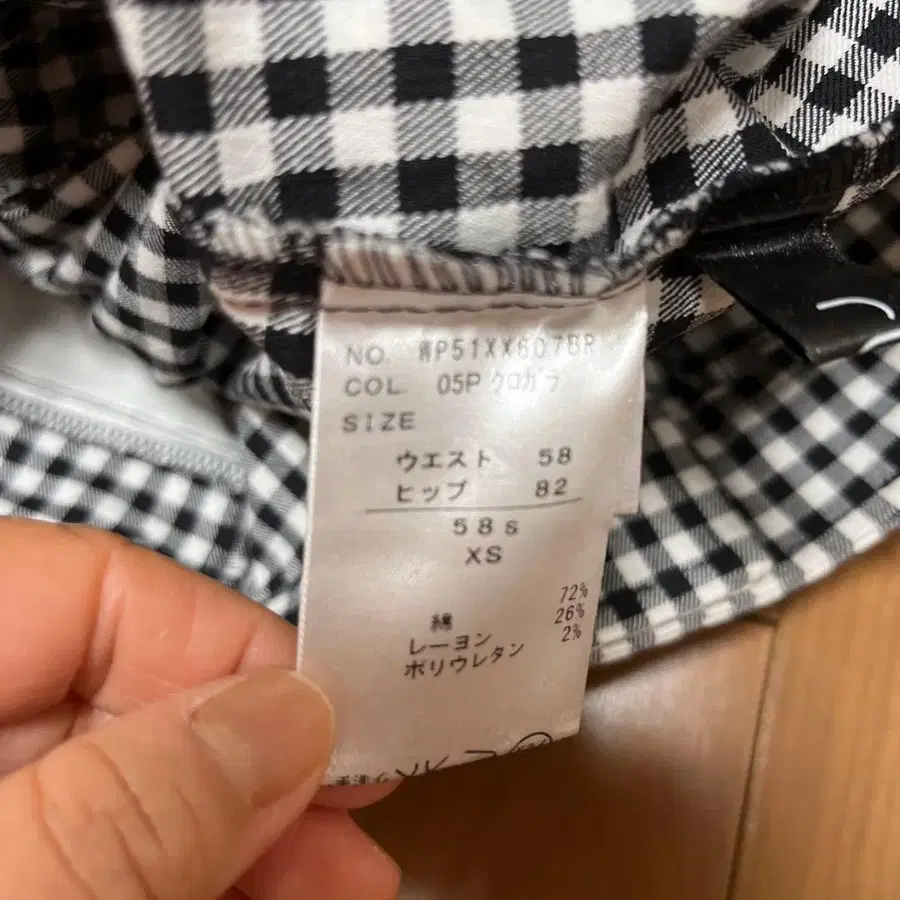 NO. WP51XX607BR
COL 05P クロガラ
SIZE
ウエスト 58
ヒップ 82
58s
XS
綿 72%
レーヨン 26%
ポリウレタン 2%